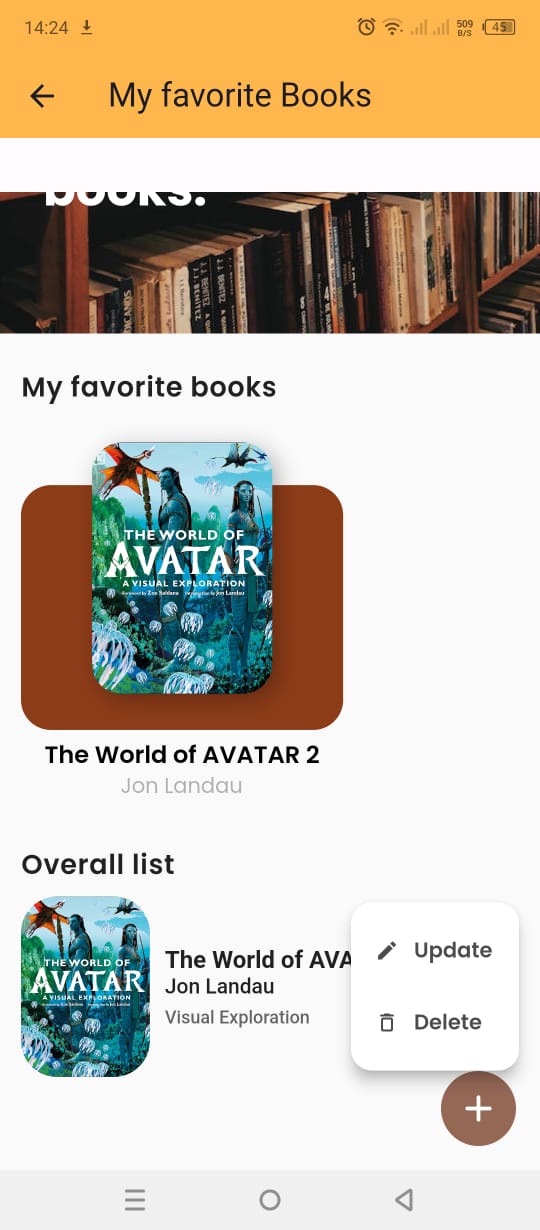 14:24
509
B/S
45
My favorite Books
books.
J.J. BENITEZ
J.J. BENITEZ
My favorite books
THE WORLD OF
AVATAR
A VISUAL EXPLORATION
Foreword by Zoe Saldana Introduction by Jon Landau
The World of AVATAR 2
Jon Landau
Overall list
THE WORLD OF
AVATAR
A VISUAL EXPLORATION
The World of AVA
Jon Landau
Visual Exploration
Update
Delete